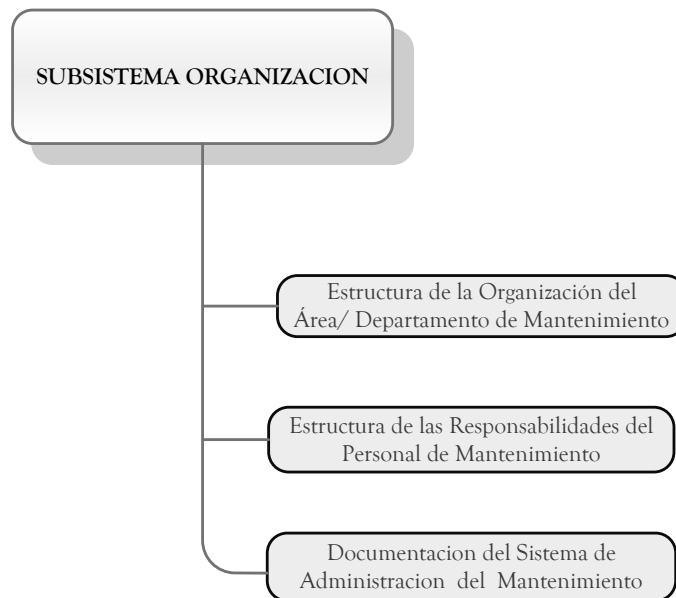 SUBSISTEMA ORGANIZACION
Estructura de la Organización del
Área/ Departamento de Mantenimiento
Estructura de las Responsabilidades del
Personal de Mantenimiento
Documentacion del Sistema de
Administracion del Mantenimiento